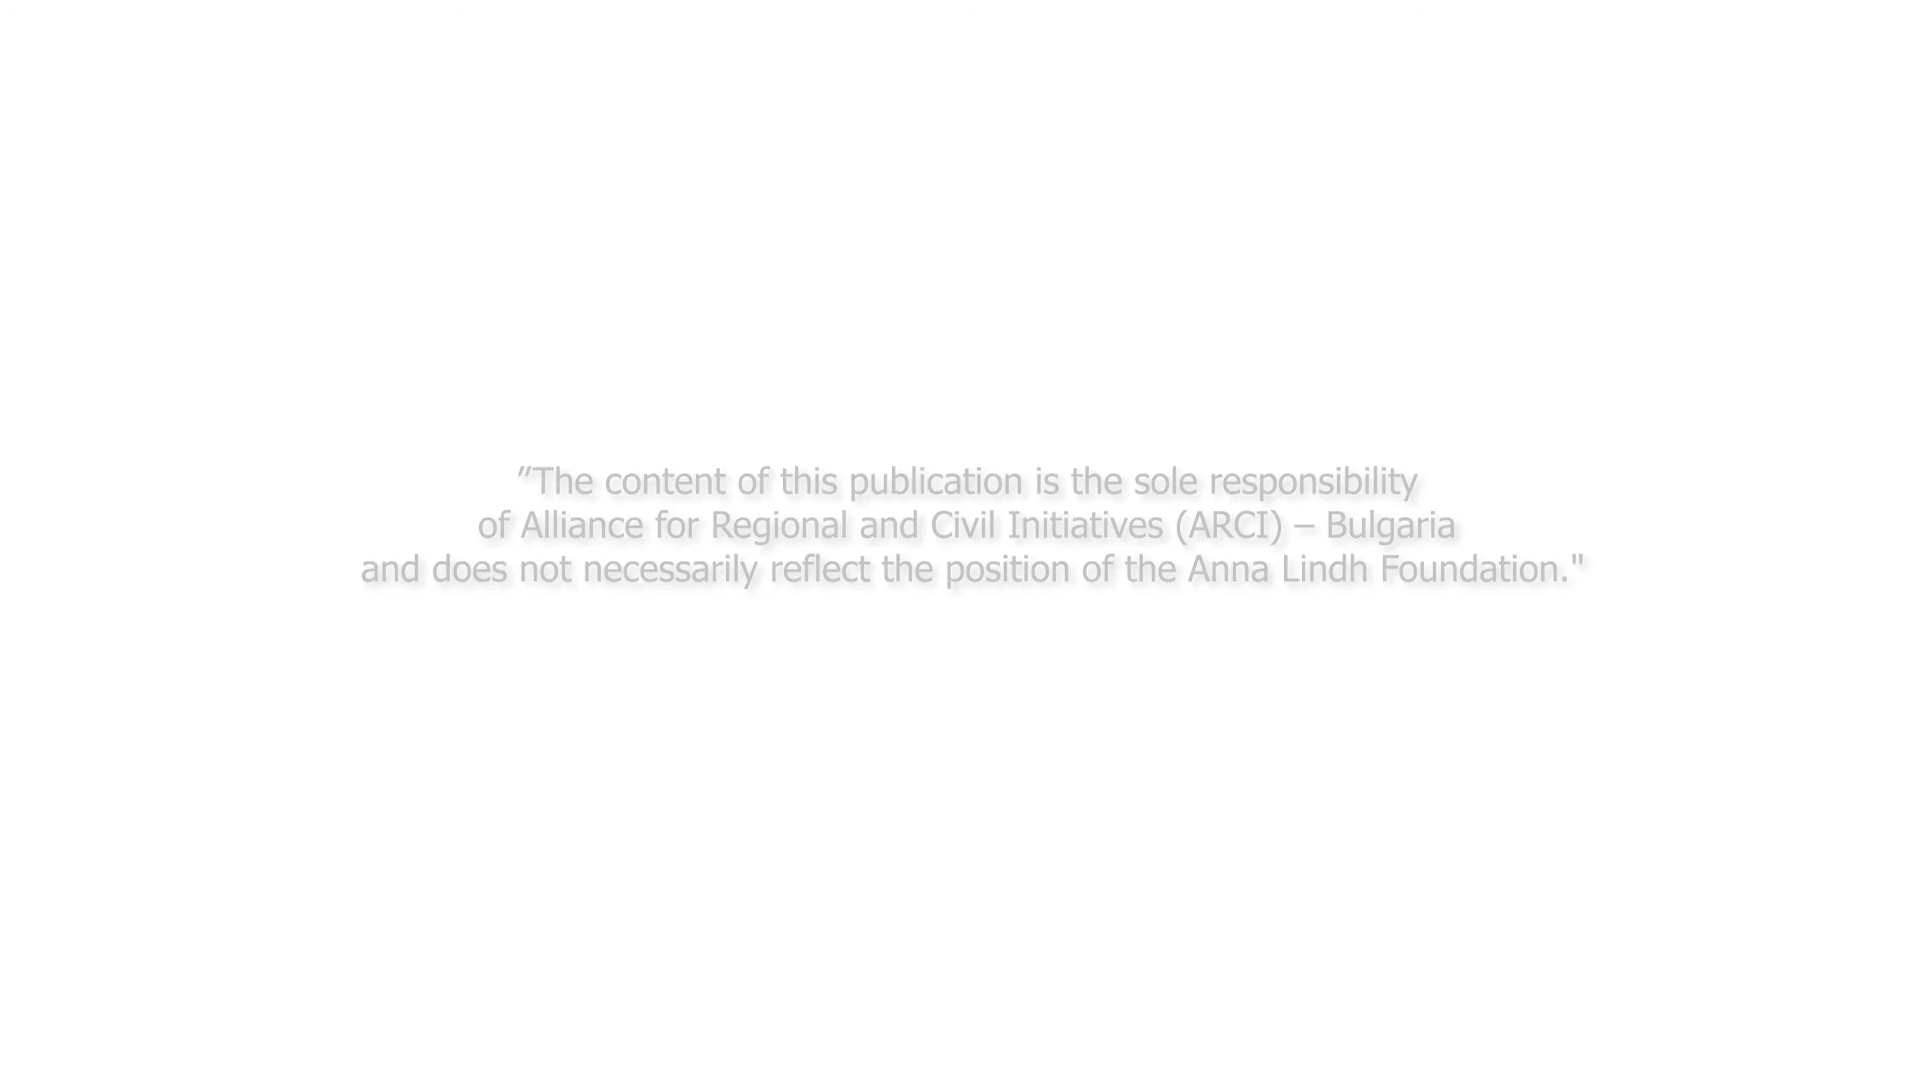 ”The content of this publication is the sole responsibility
of Alliance for Regional and Civil Initiatives (ARCI) – Bulgaria
and does not necessarily reflect the position of the Anna Lindh Foundation."